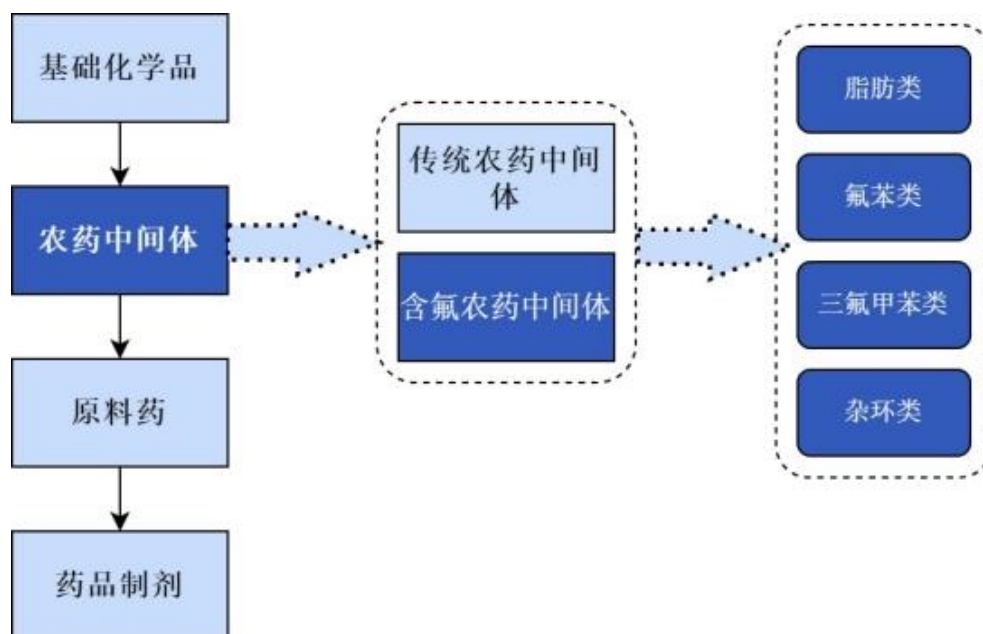 基础化学品
农药中间体
原料药
药品制剂
传统农药中间
体
含氟农药中间体
脂肪类
氟苯类
三氟甲苯类
杂环类